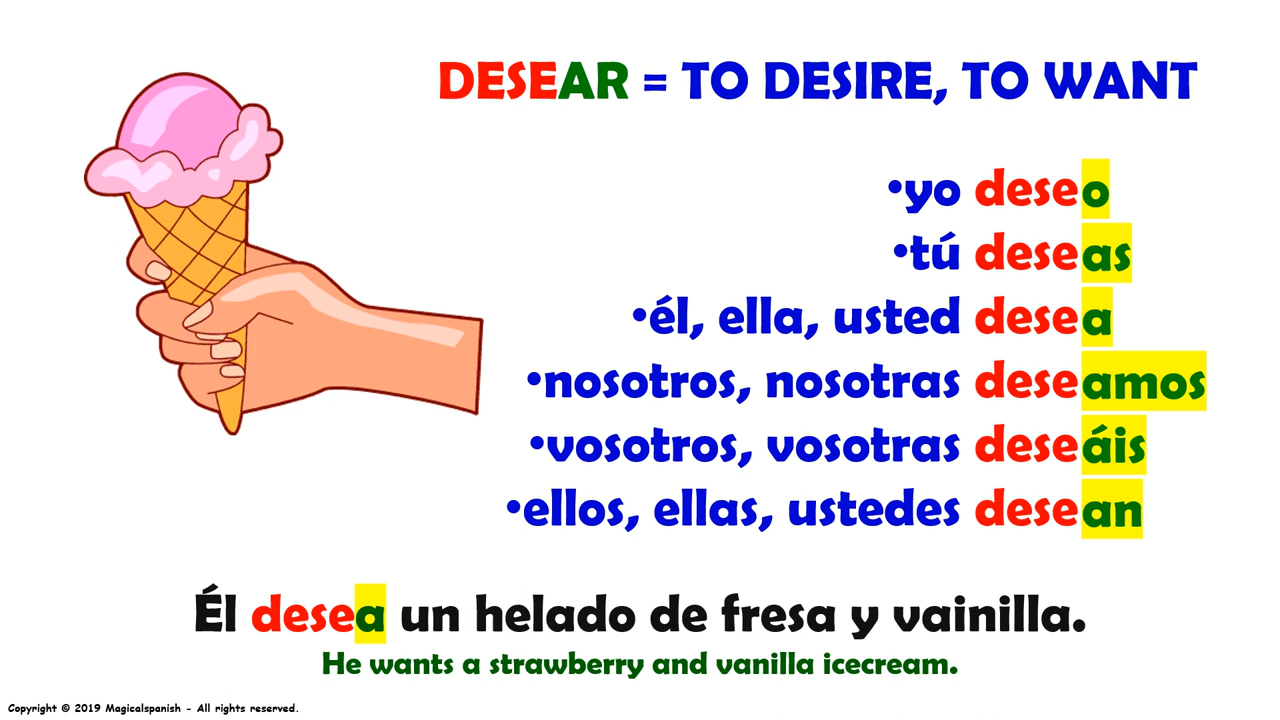 DESEAR = TO DESIRE, TO WANT
•yo deseo
•tú deseas
•él, ella, usted desea
•nosotros, nosotras deseamos
•vosotros, vosotras deseáis
•ellos, ellas, ustedes desean
Él desea un helado de fresa y vainilla.
He wants a strawberry and vanilla icecream.
Copyright © 2019 Magicalspanish - All rights reserved.